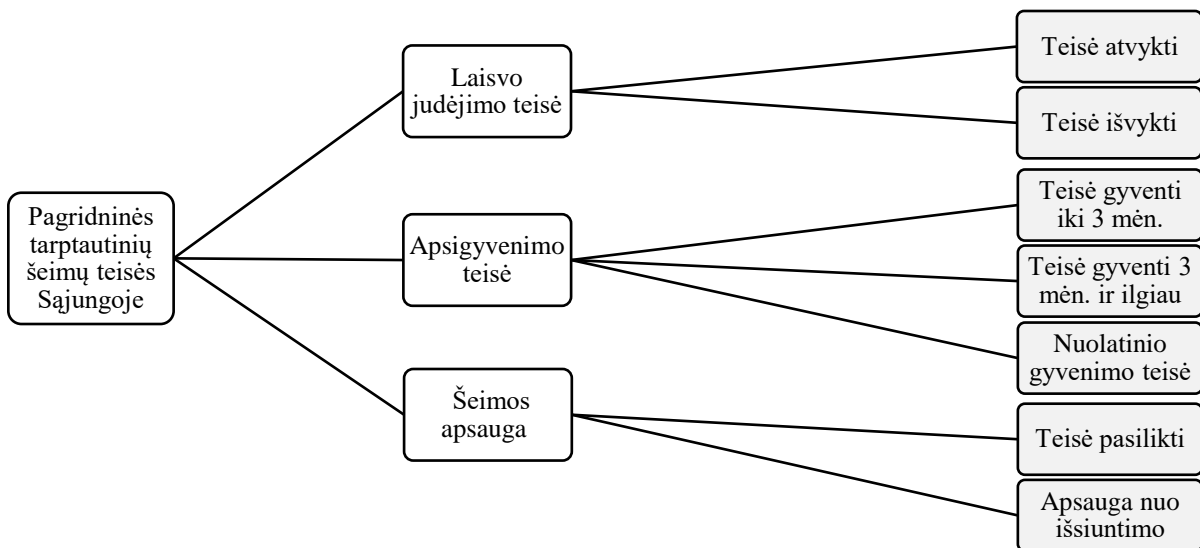 Pagridninės
tarptautinių
šeimų teisės
Sąjungoje
Laisvo
judėjimo teisė
Teisė atvykti
Teisė išvykti
Apsigyvenimo
teisė
Teisė gyventi
iki 3 mėn.
Teisė gyventi 3
mėn. ir ilgiau
Nuolatinio
gyvenimo teisė
Šeimos
apsauga
Teisė pasilikti
Apsauga nuo
išsiuntimo